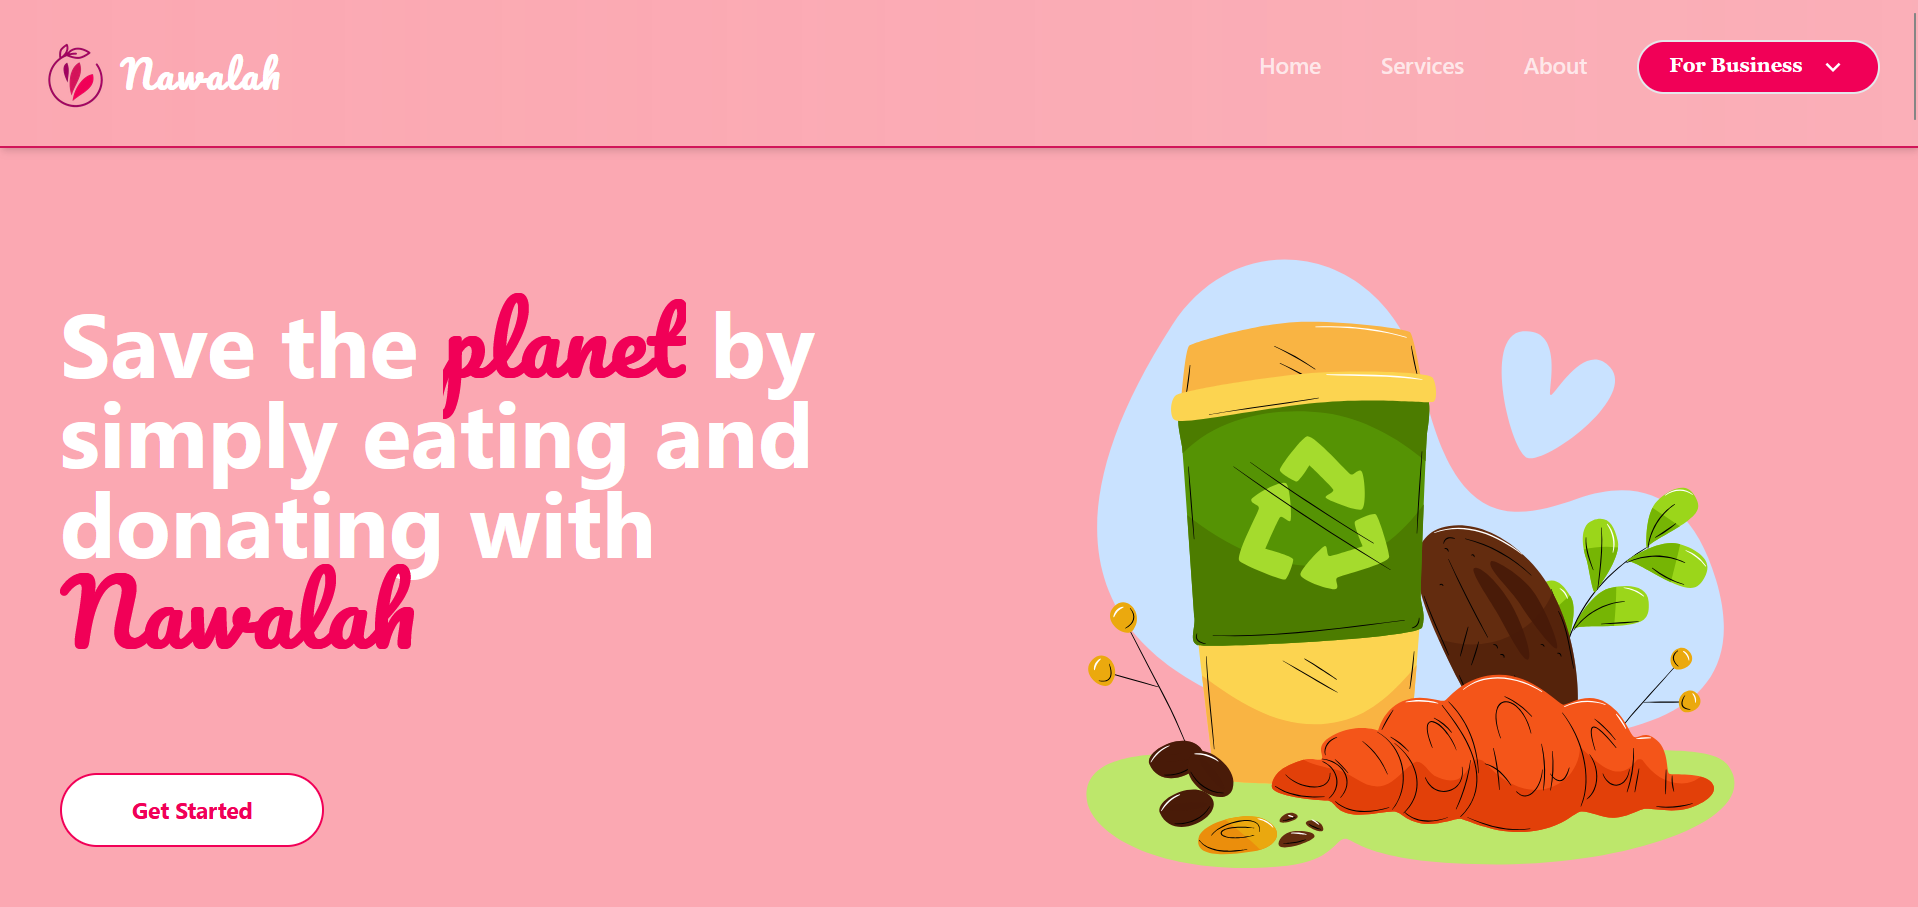 Nawalah
Home Services About For Business
Save the planet by
simply eating and
donating with
Nawalah
Get Started